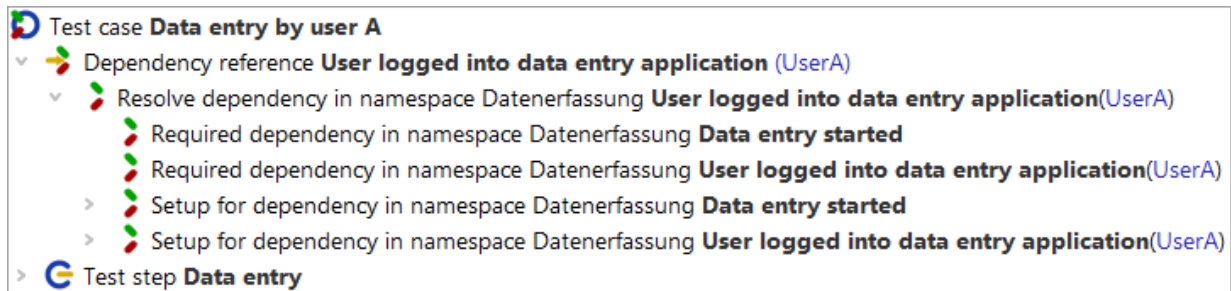 Test case Data entry by user A
Dependency reference User logged into data entry application (UserA)
Resolve dependency in namespace Datenerfassung User logged into data entry application(UserA)
Required dependency in namespace Datenerfassung Data entry started
Required dependency in namespace Datenerfassung User logged into data entry application(UserA)
Setup for dependency in namespace Datenerfassung Data entry started
Setup for dependency in namespace Datenerfassung User logged into data entry application(UserA)
Test step Data entry